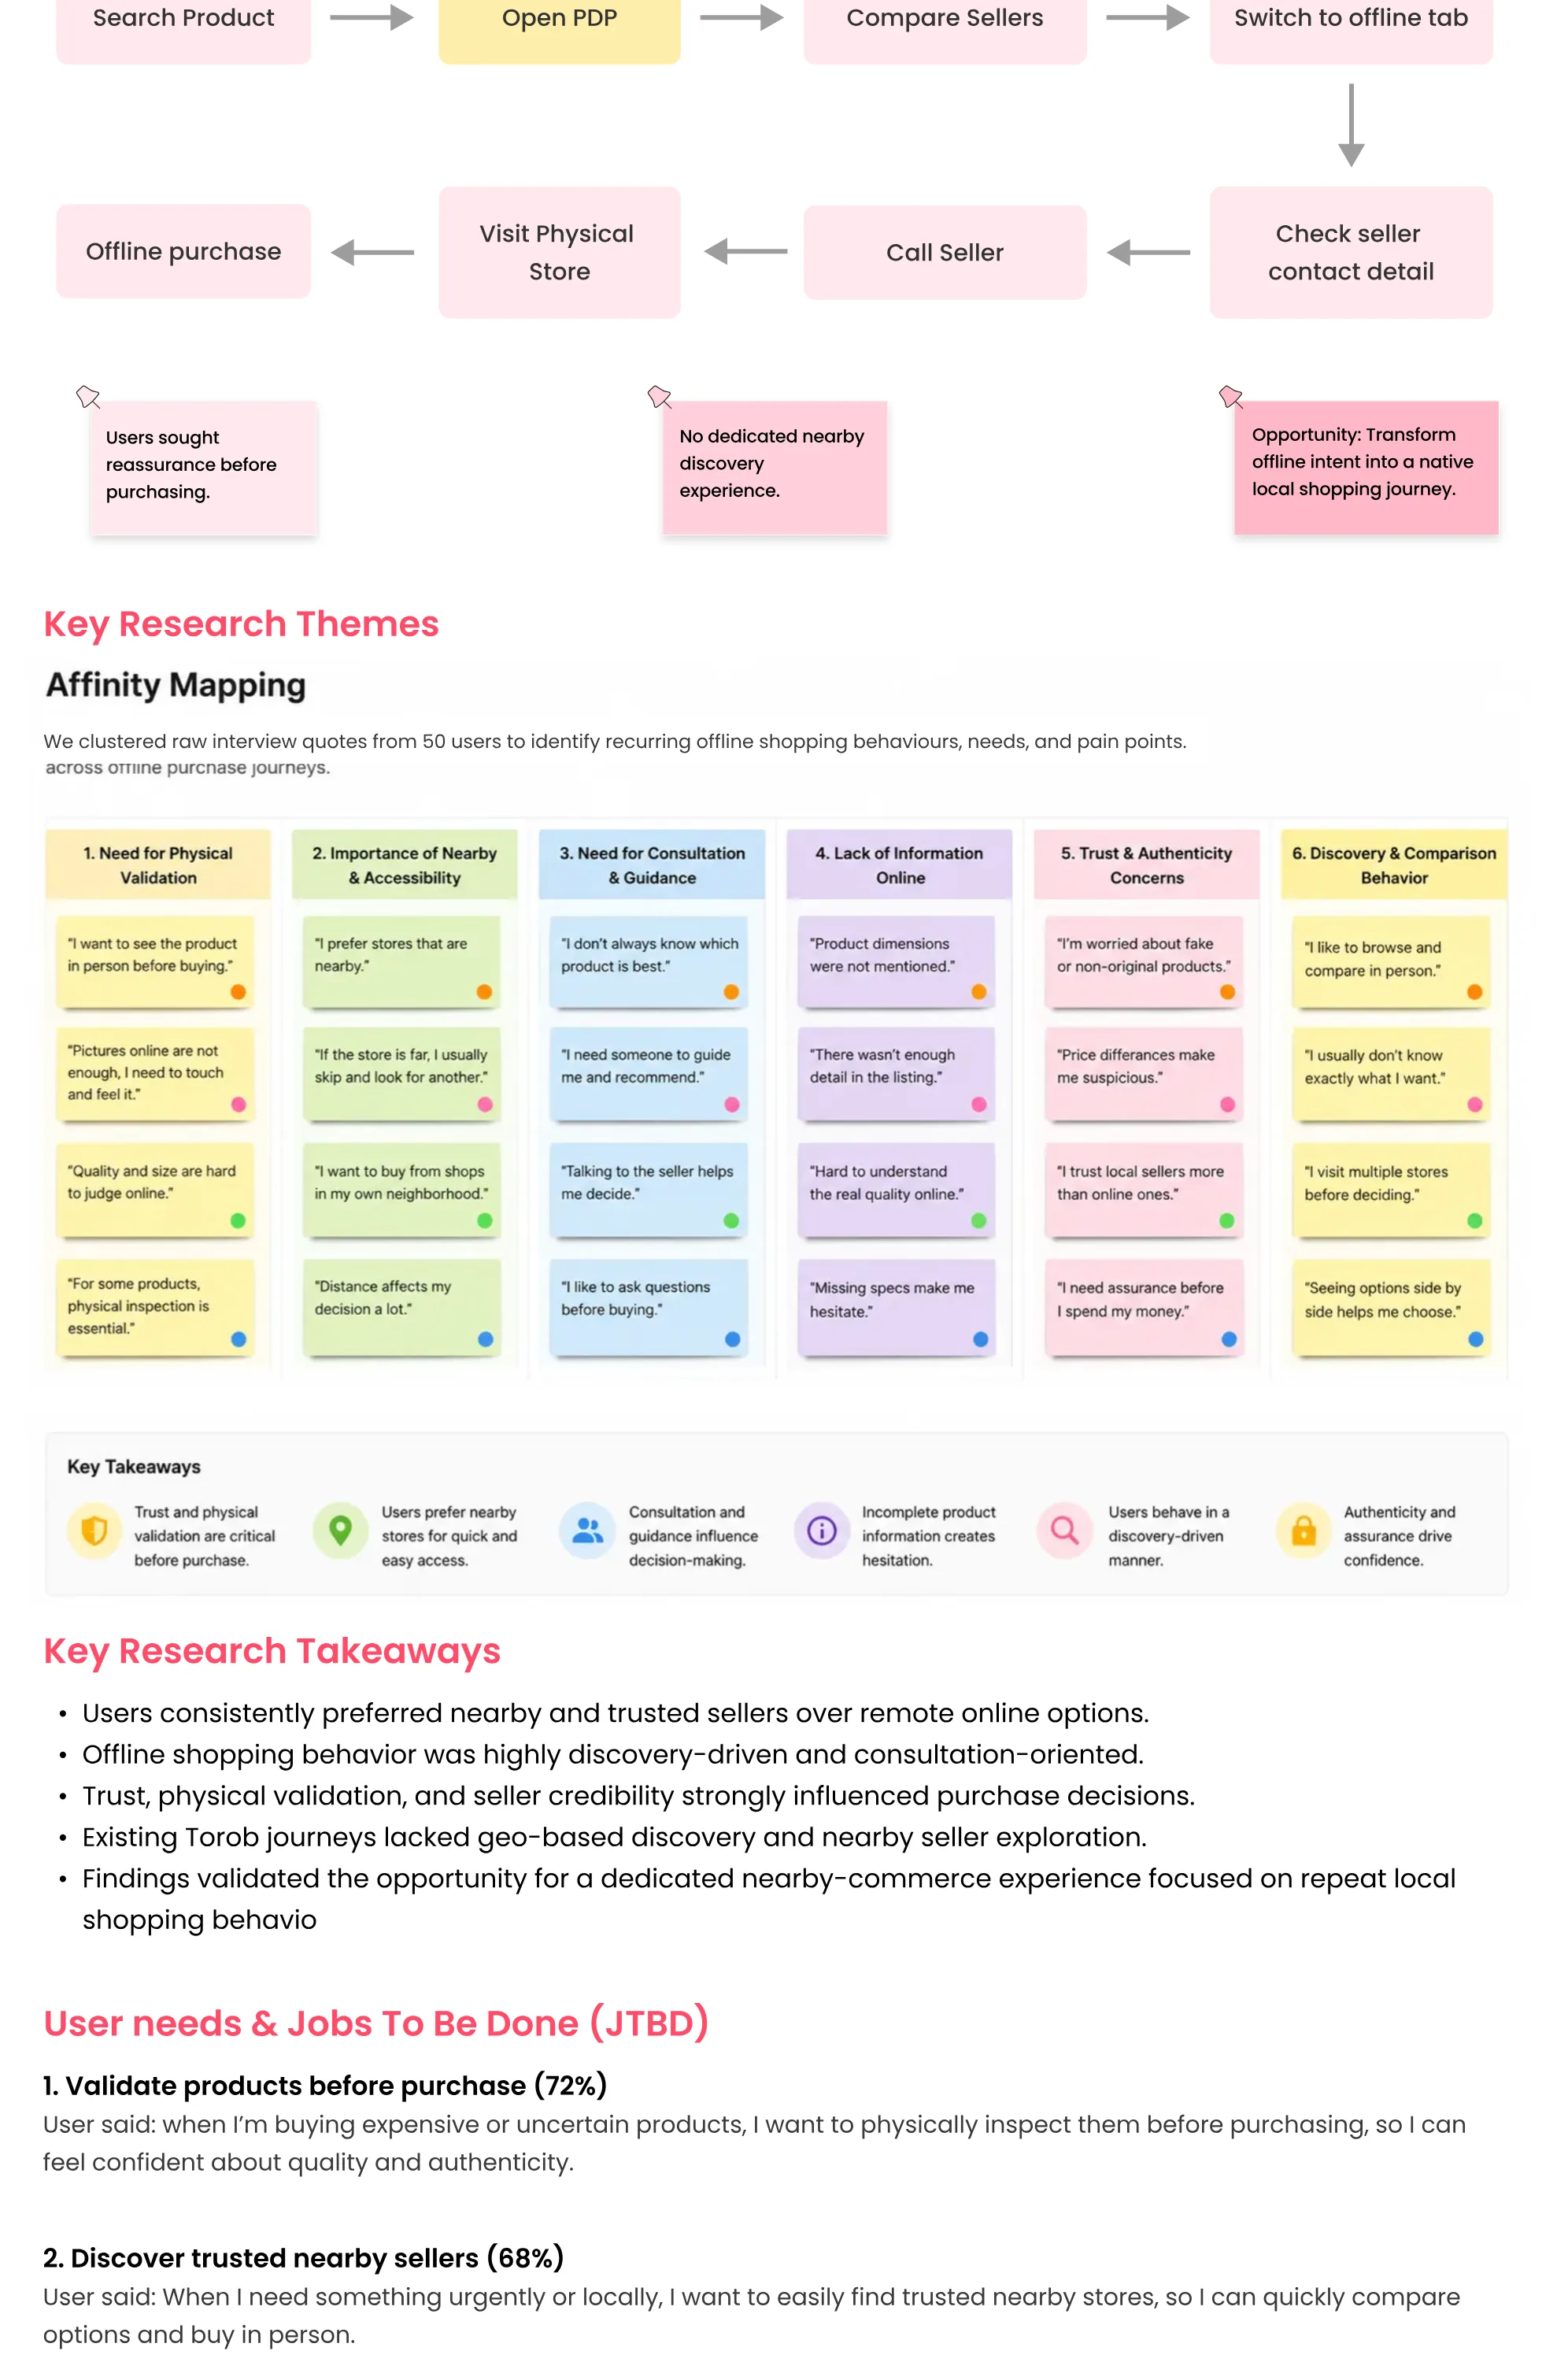 Search Product
Open PDP
Compare Sellers
Switch to offline tab
Offline purchase
Visit Physical
Store
Call Seller
Check seller
contact detail
Users sought
reassurance before
purchasing.
No dedicated nearby
discovery
experience.
Opportunity: Transform
offline intent into a native
local shopping journey.
Key Research Themes
Affinity Mapping
We clustered raw interview quotes from 50 users to identify recurring offline shopping behaviours, needs, and pain points.
across offline purchase journeys.
1. Need for Physical
Validation
"I want to see the product
in person before buying."
"Pictures online are not
enough, I need to touch
and feel it."
"Quality and size are hard
to judge online."
"For some products,
physical inspection is
essential."
2. Importance of Nearby
& Accessibility
"I prefer stores that are
nearby."
"If the store is far, I usually
skip and look for another."
"I want to buy from shops
in my own neighborhood."
"Distance affects my
decision a lot."
3. Need for Consultation
& Guidance
"I don't always know which
product is best."
"I need someone to guide
me and recommend."
"Talking to the seller helps
me decide."
"I like to ask questions
before buying."
4. Lack of Information
Online
"Product dimensions
were not mentioned."
"There wasn't enough
detail in the listing."
"Hard to understand
the real quality online."
"Missing specs make me
hesitate."
5. Trust & Authenticity
Concerns
"I'm worried about fake
or non-original products."
"Price differances make
me suspicious."
"I trust local sellers more
than online ones."
"I need assurance before
I spend my money."
6. Discovery & Comparison
Behavior
"I like to browse and
compare in person."
"I usually don't know
exactly what I want."
"I visit multiple stores
before deciding."
"Seeing options side by
side helps me choose."
Key Takeaways
Trust and physical
validation are critical
before purchase.
Users prefer nearby
stores for quick and
easy access.
Consultation and
guidance influence
decision-making.
Incomplete product
information creates
hesitation.
Users behave in a
discovery-driven
manner.
Authenticity and
assurance drive
confidence.
Key Research Takeaways
• Users consistently preferred nearby and trusted sellers over remote online options.
• Offline shopping behavior was highly discovery-driven and consultation-oriented.
• Trust, physical validation, and seller credibility strongly influenced purchase decisions.
• Existing Torob journeys lacked geo-based discovery and nearby seller exploration.
• Findings validated the opportunity for a dedicated nearby-commerce experience focused on repeat local
shopping behavio
User needs & Jobs To Be Done (JTBD)
1. Validate products before purchase (72%)
User said: when I'm buying expensive or uncertain products, I want to physically inspect them before purchasing, so I can
feel confident about quality and authenticity.
2. Discover trusted nearby sellers (68%)
User said: When I need something urgently or locally, I want to easily find trusted nearby stores, so I can quickly compare
options and buy in person.